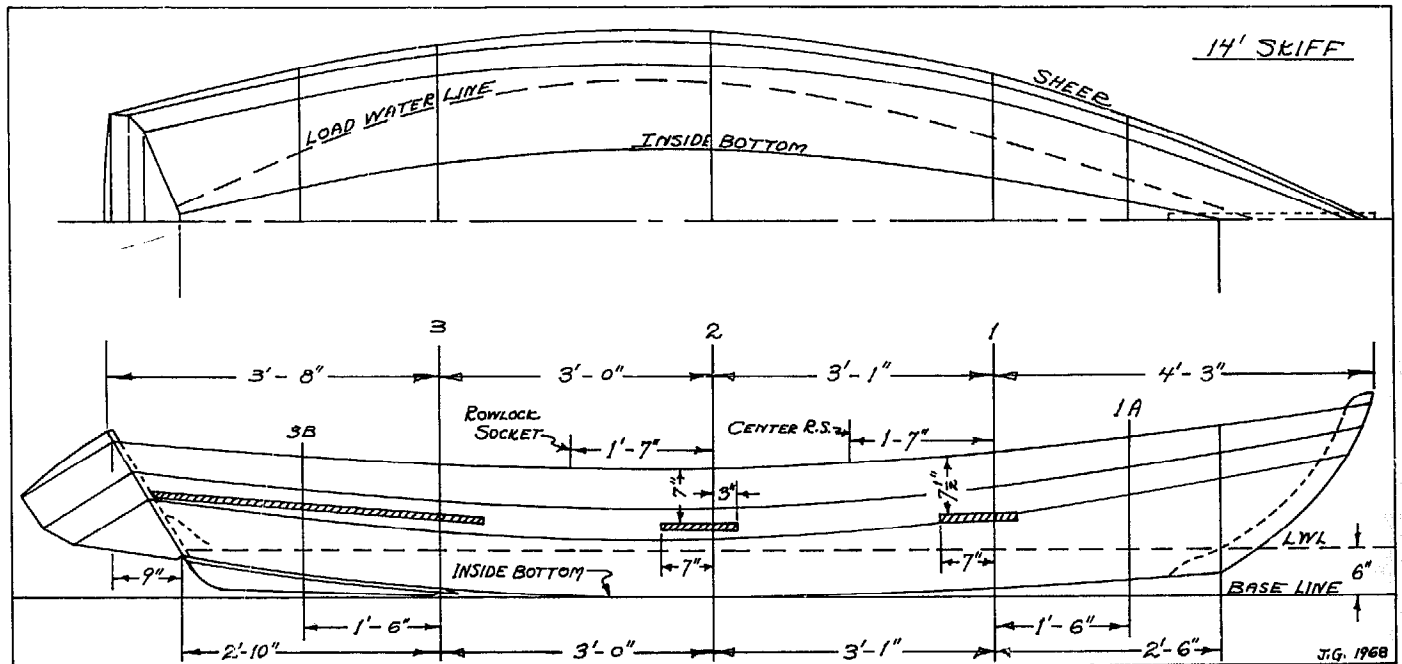 14' SKIFF
SHEER
LOAD WATER LINE
INSIDE BOTTOM
3
2
1
3'-8"
3'-0"
3'-1"
4'-3"
1A
ROWLOCK
SOCKET
3B
1'-7"
CENTER R.S.
1-7"
7"
3"
7½"
LWL
9"
INSIDE BOTTOM
7"
7"
6"
BASE LINE
1'-6"
1'-6"
2'-10"
3'-0"
3'-1"
2'-6"
J.G. 1968